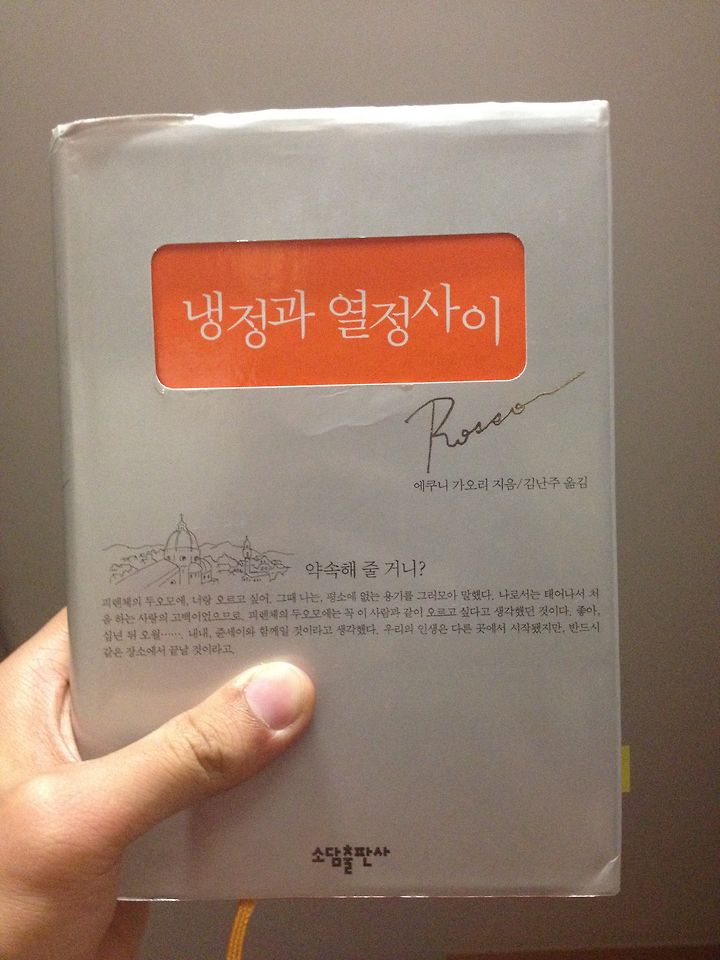 냉정과 열정사이
Rosso
에쿠니 가오리 지음/김난주 옮김
약속해 줄 거니?
피렌체의 두오모에, 너랑 오르고 싶어. 그때 나는, 평소에 없는 용기를 그러모아 말했다. 나로서는 태어나서 처
음 하는 사랑의 고백이었으므로. 피렌체의 두오모에는 꼭 이 사람과 같이 오르고 싶다고 생각했던 것이다. 좋아,
십년 뒤 오월……. 내내, 쥰세이와 함께일 것이라고 생각했다. 우리의 인생은 다른 곳에서 시작됐지만, 반드시
같은 장소에서 끝날 것이라고.
소담출판사